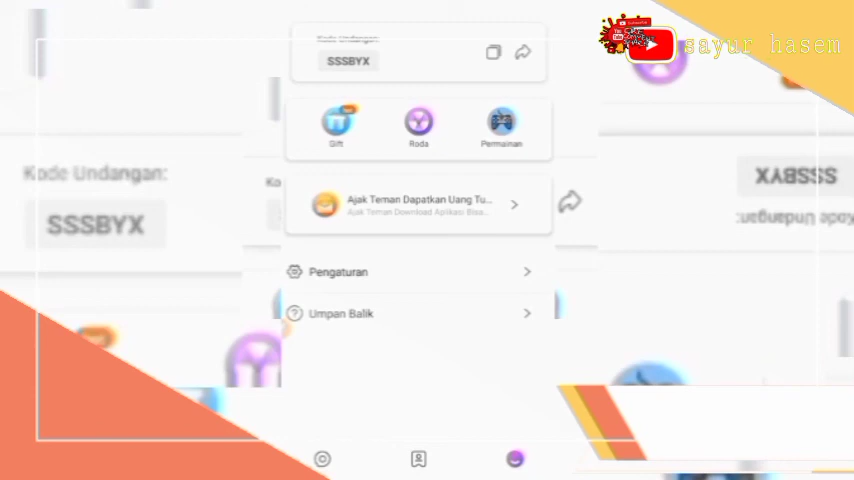 sayur hasem
Kode Undangan:
SSSBYX
Gift
Roda
Permainan
Ajak Teman Dapatkan Uang Tu...
Ajak Teman Download Aplikasi Bisa...
Pengaturan
Umpan Balik
Kode Undangan:
SSSBYX
Ko
SSSBYX
Kode Undangan: